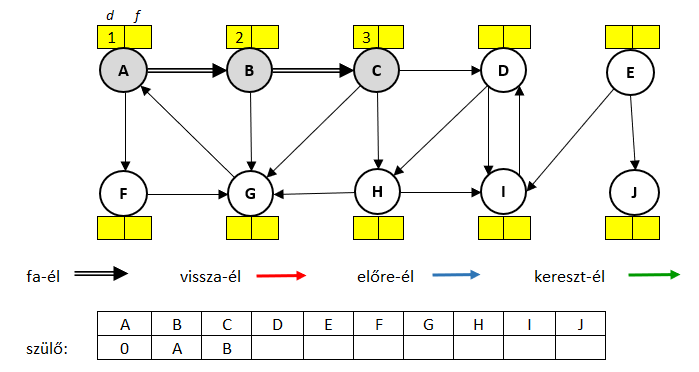 d f
1 2 3
A B C D E
F G H I J
fa-él vissza-él előre-él kereszt-él
A B C D E F G H I J
szülő: 0 A B